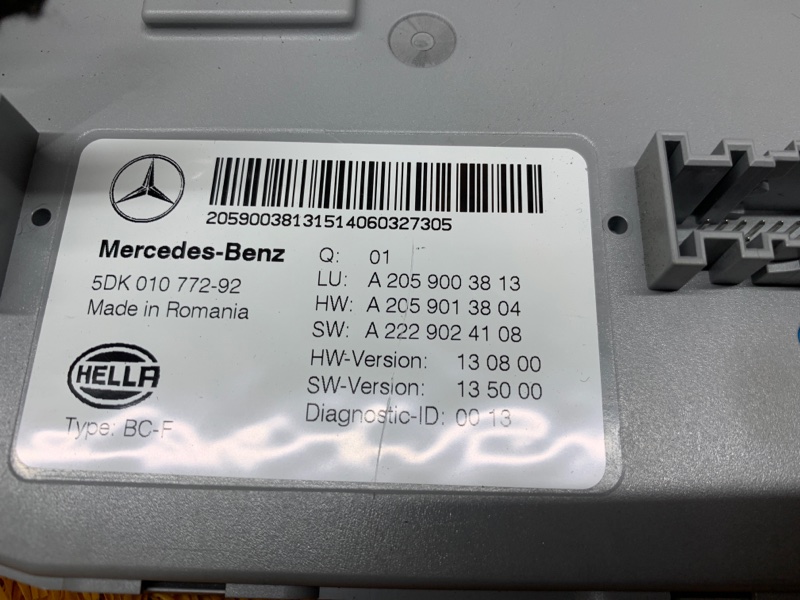 20590038131514060327305
Mercedes-Benz
5DK 010 772-92
Made in Romania
HELLA
Type: BC-F
Q: 01
LU: A 205 900 38 13
HW: A 205 901 38 04
SW: A 222 902 41 08
HW-Version: 13 08 00
SW-Version: 13 50 00
Diagnostic-ID: 00 13